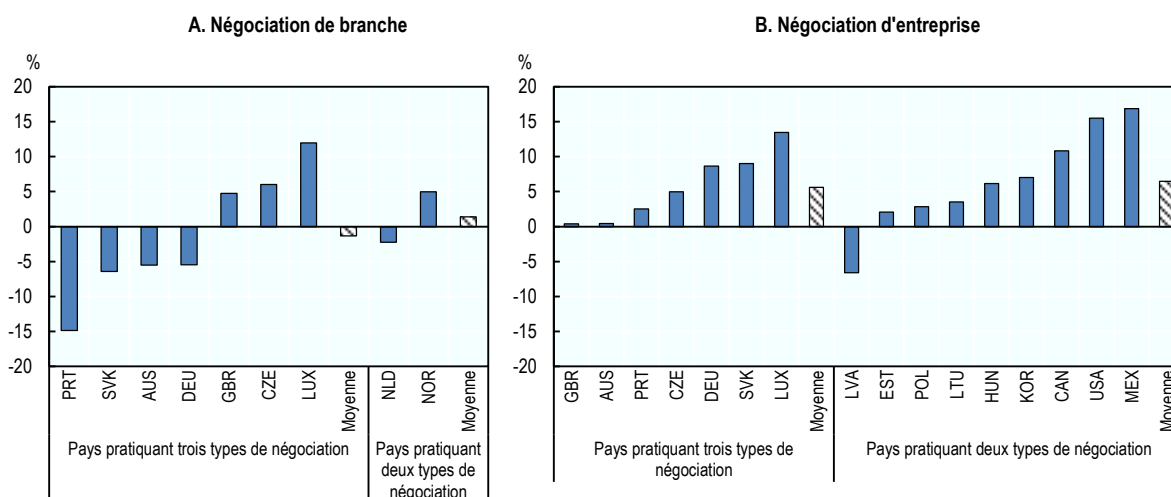 A. Négociation de branche
%
20
15
10
5
0
-5
-10
-15
-20
PRT
SVK
AUS
DEU
GBR
CZE
LUX
Moyenne
NLD
NOR
Moyenne
Pays pratiquant trois types de négociation
Pays pratiquant
deux types de
négociation
B. Négociation d'entreprise
%
20
15
10
5
0
-5
-10
-15
-20
GBR
AUS
PRT
CZE
DEU
SVK
LUX
Moyenne
LVA
EST
POL
LTU
HUN
KOR
CAN
USA
MEX
Moyenne
Pays pratiquant trois types de
négociation
Pays pratiquant deux types de négociation